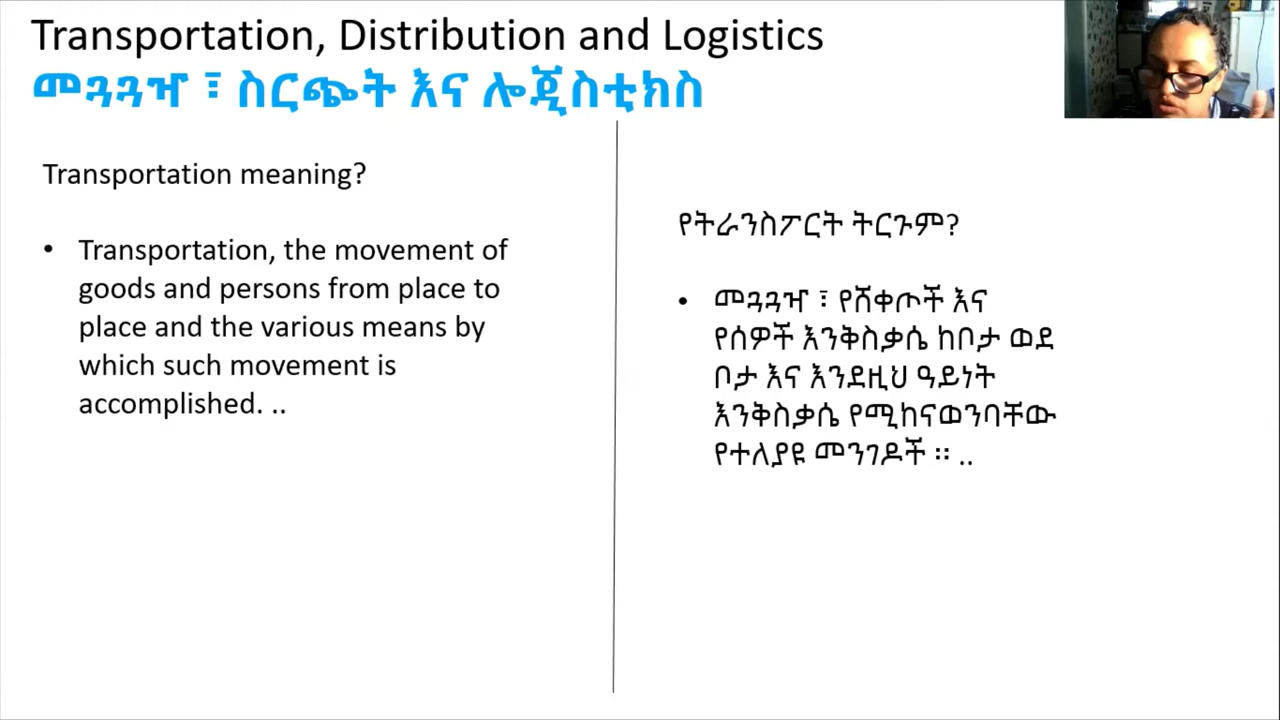 Transportation, Distribution and Logistics
መጓጓዣ ፣ ስርጭት እና ሎጂስቲክስ
Transportation meaning?
• Transportation, the movement of
goods and persons from place to
place and the various means by
which such movement is
accomplished. ..
የትራንስፖርት ትርጉም?
• መጓጓዣ ፣ የሸቀጦች እና
የሰዎች እንቅስቃሴ ከቦታ ወደ
ቦታ እና እንደዚህ ዓይነት
እንቅስቃሴ የሚከናወንባቸው
የተለያዩ መንገዶች ፡፡ ..